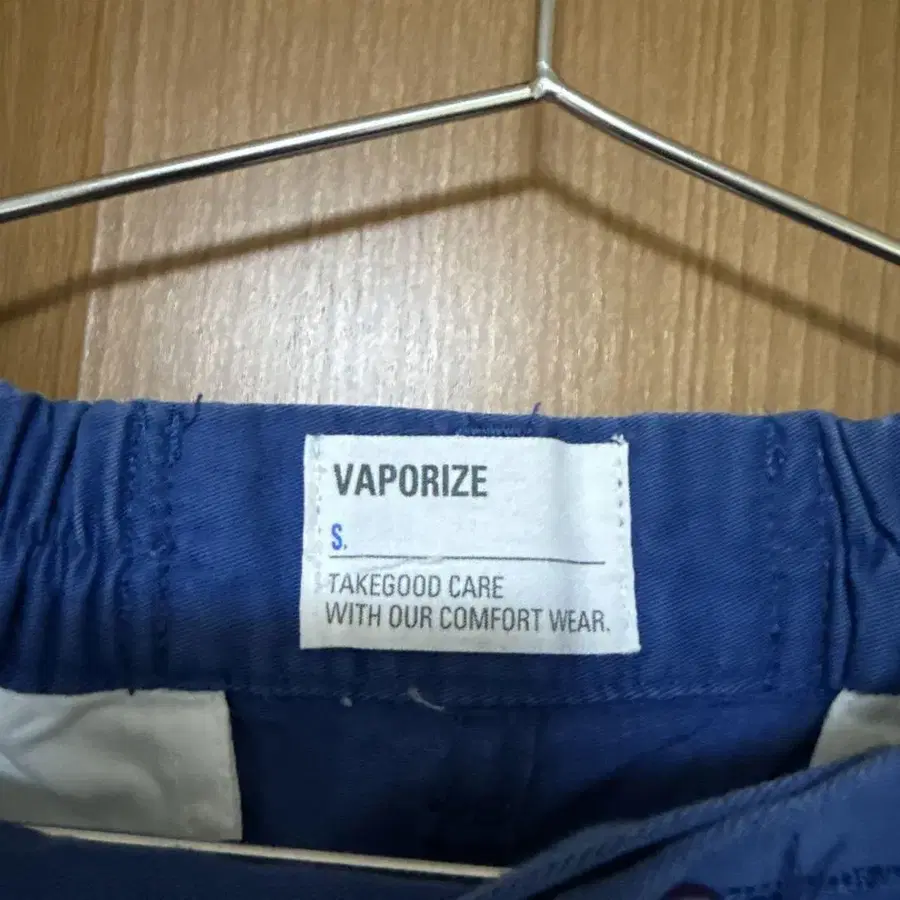 VAPORIZE
S.
TAKEGOOD CARE
WITH OUR COMFORT WEAR.